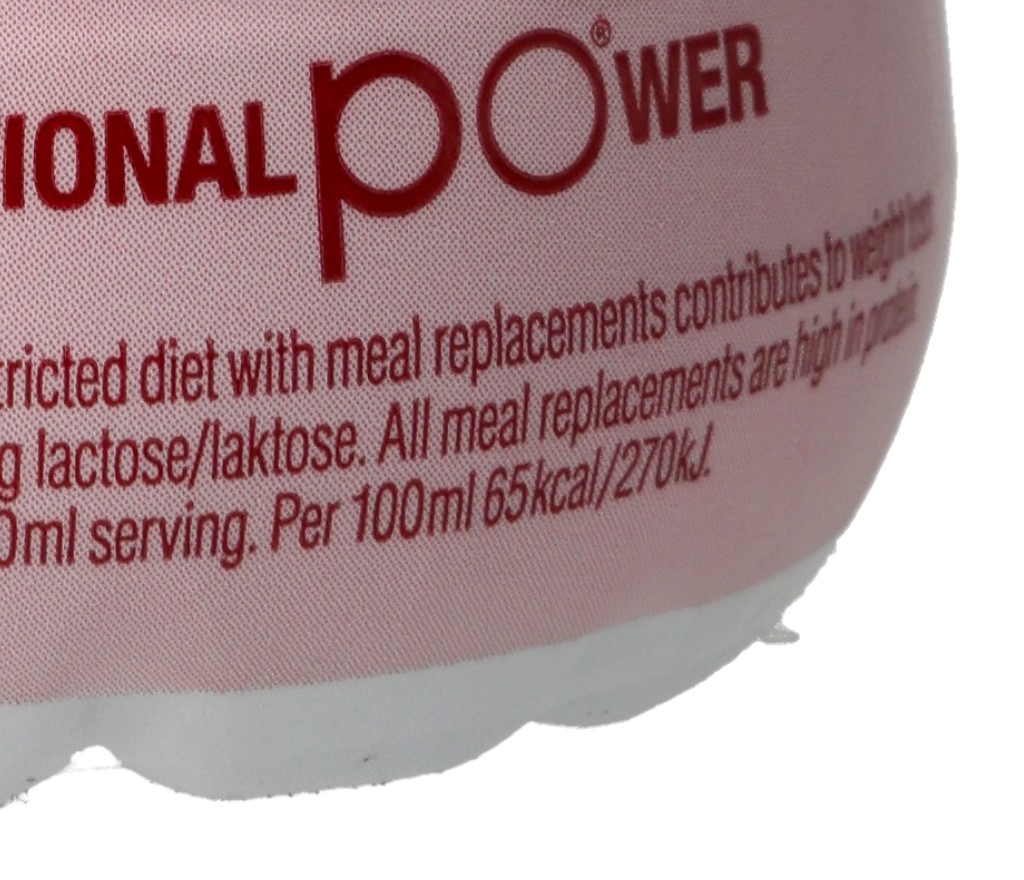 IONAL pOWER®
tricted diet with meal replacements contributes to weight loss.
g lactose/laktose. All meal replacements are high in protein.
0ml serving. Per 100ml 65kcal/270kJ.